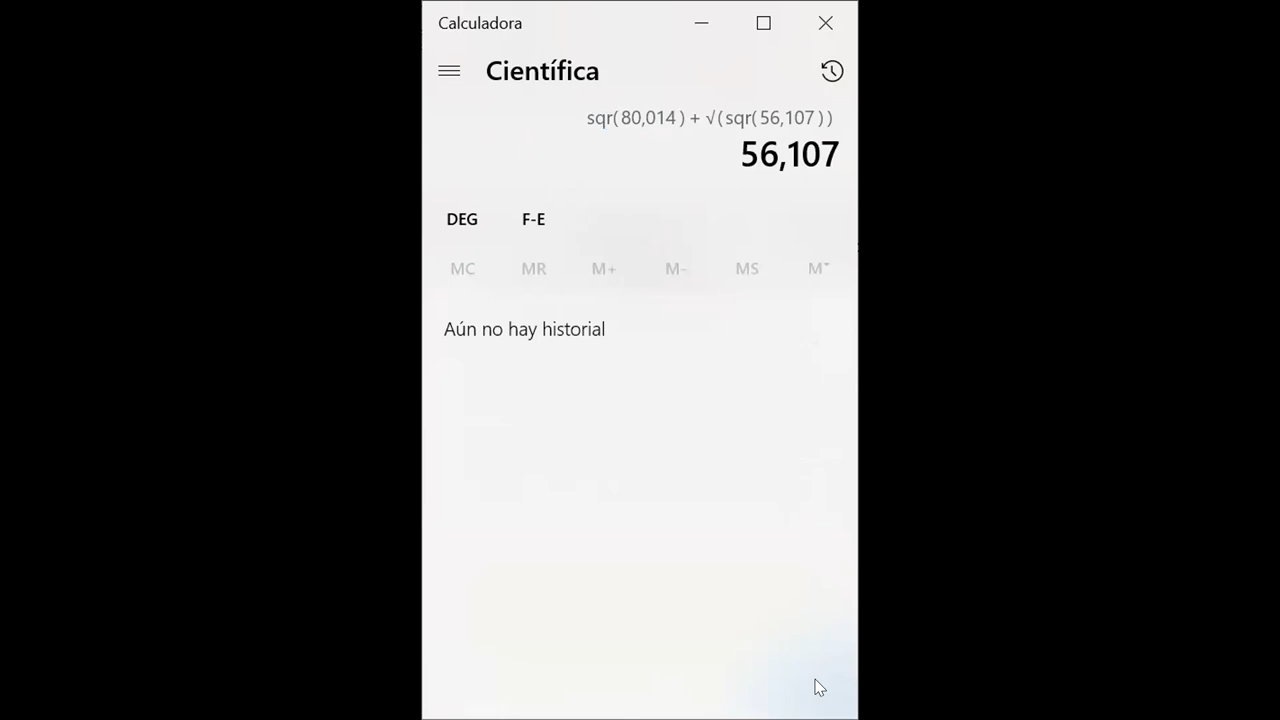 Calculadora
Científica
sqr( 80,014 ) + √( sqr( 56,107 ) )
56,107
DEG F-E
MC MR M+ M- MS M˅
Aún no hay historial